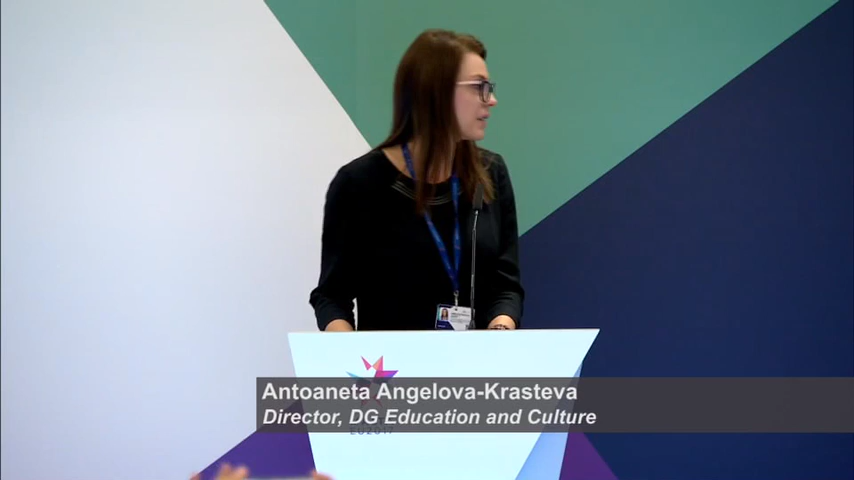 Antoaneta Angelova-Krasteva
Director, DG Education and Culture